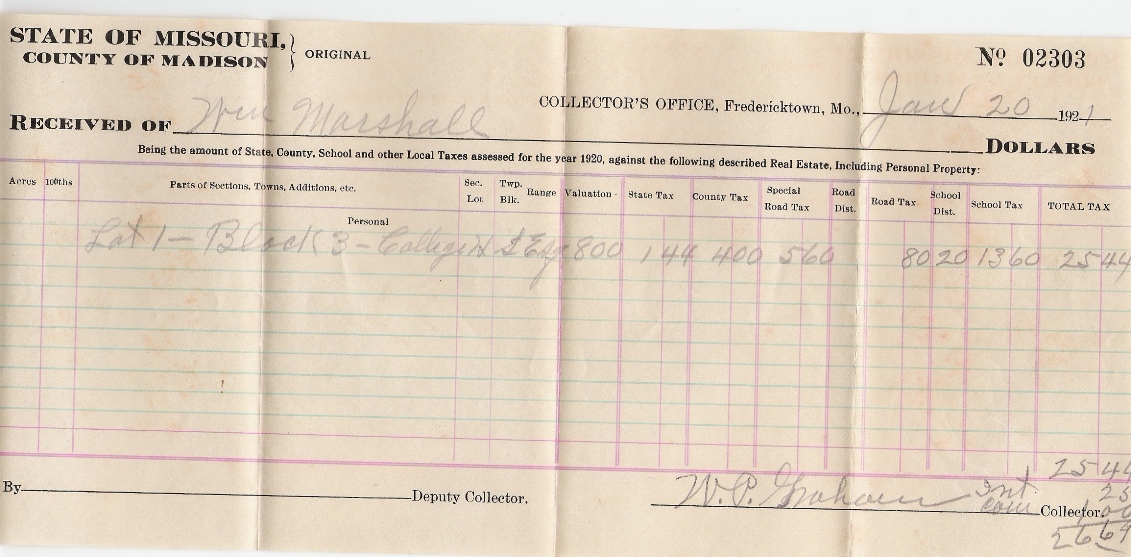 STATE OF MISSOURI, } ORIGINAL
COUNTY OF MADISON
Nº 02303
COLLECTOR'S OFFICE, Fredericktown, Mo., Jan 20 1921
RECEIVED OF Wm Marshall DOLLARS
Being the amount of State, County, School and other Local Taxes assessed for the year 1920, against the following described Real Estate, Including Personal Property:
Acres 100ths Parts of Sections, Towns, Additions, etc. Sec. Lot Twp. Blk. Range Valuation State Tax County Tax Special Road Tax Road Dist. Road Tax School Dist. School Tax TOTAL TAX
Personal
Lot 1 - Block 3 - College 800 144 400 560 80 20 1360 2544
2544
By Deputy Collector.
W. P. Graham Collector.
Int 25
Com 100
2669